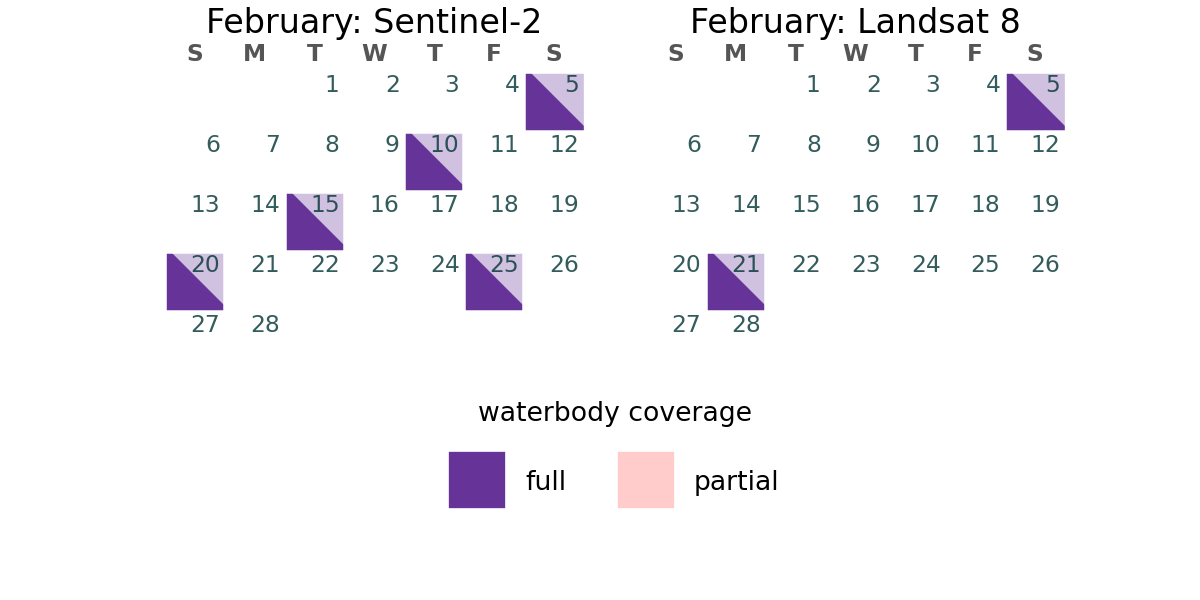 February: Sentinel-2
S M T W T F S
1 2 3 4 5
6 7 8 9 10 11 12
13 14 15 16 17 18 19
20 21 22 23 24 25 26
27 28
February: Landsat 8
S M T W T F S
1 2 3 4 5
6 7 8 9 10 11 12
13 14 15 16 17 18 19
20 21 22 23 24 25 26
27 28
waterbody coverage
full partial